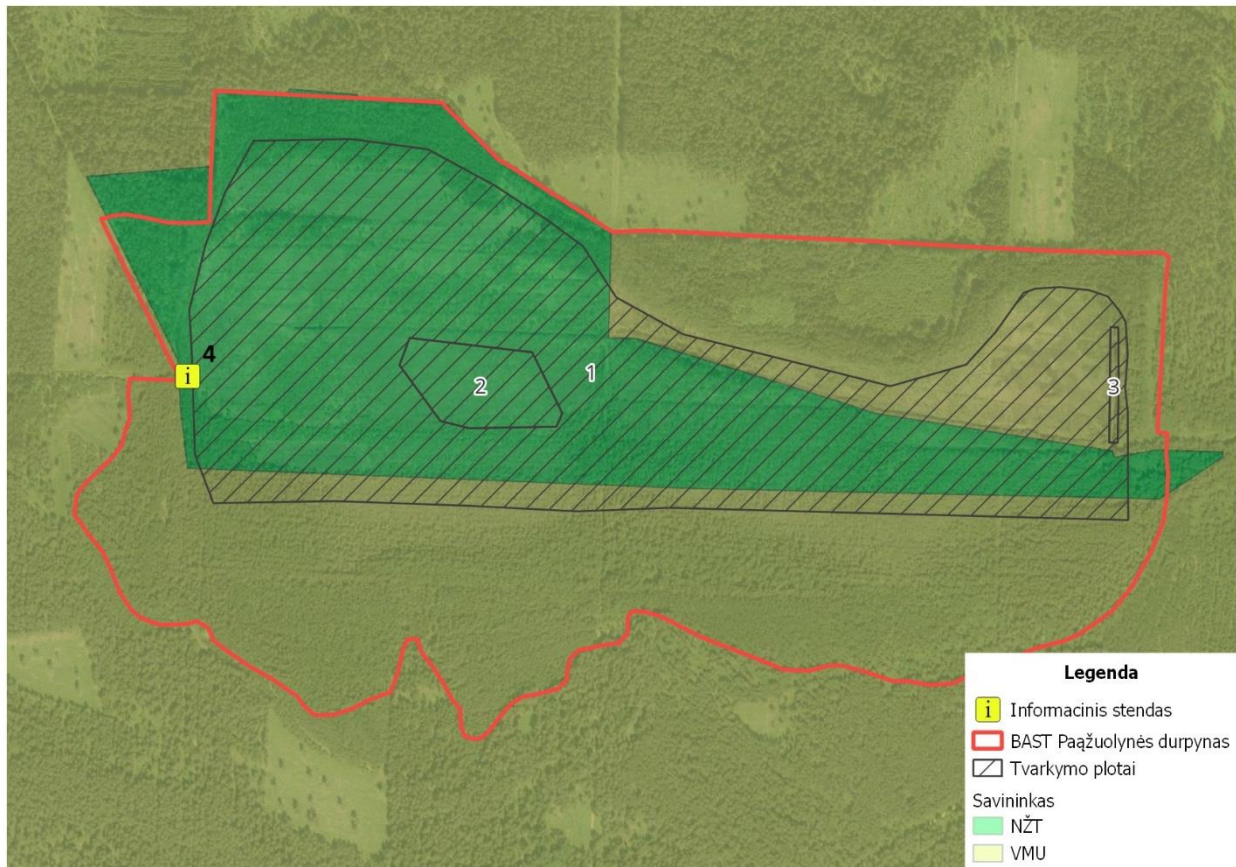 4
2
1
3
Legenda
i Informacinis stendas
BAST Paąžuolynės durpynas
Tvarkymo plotai
Savininkas
NŽT
VMU
i